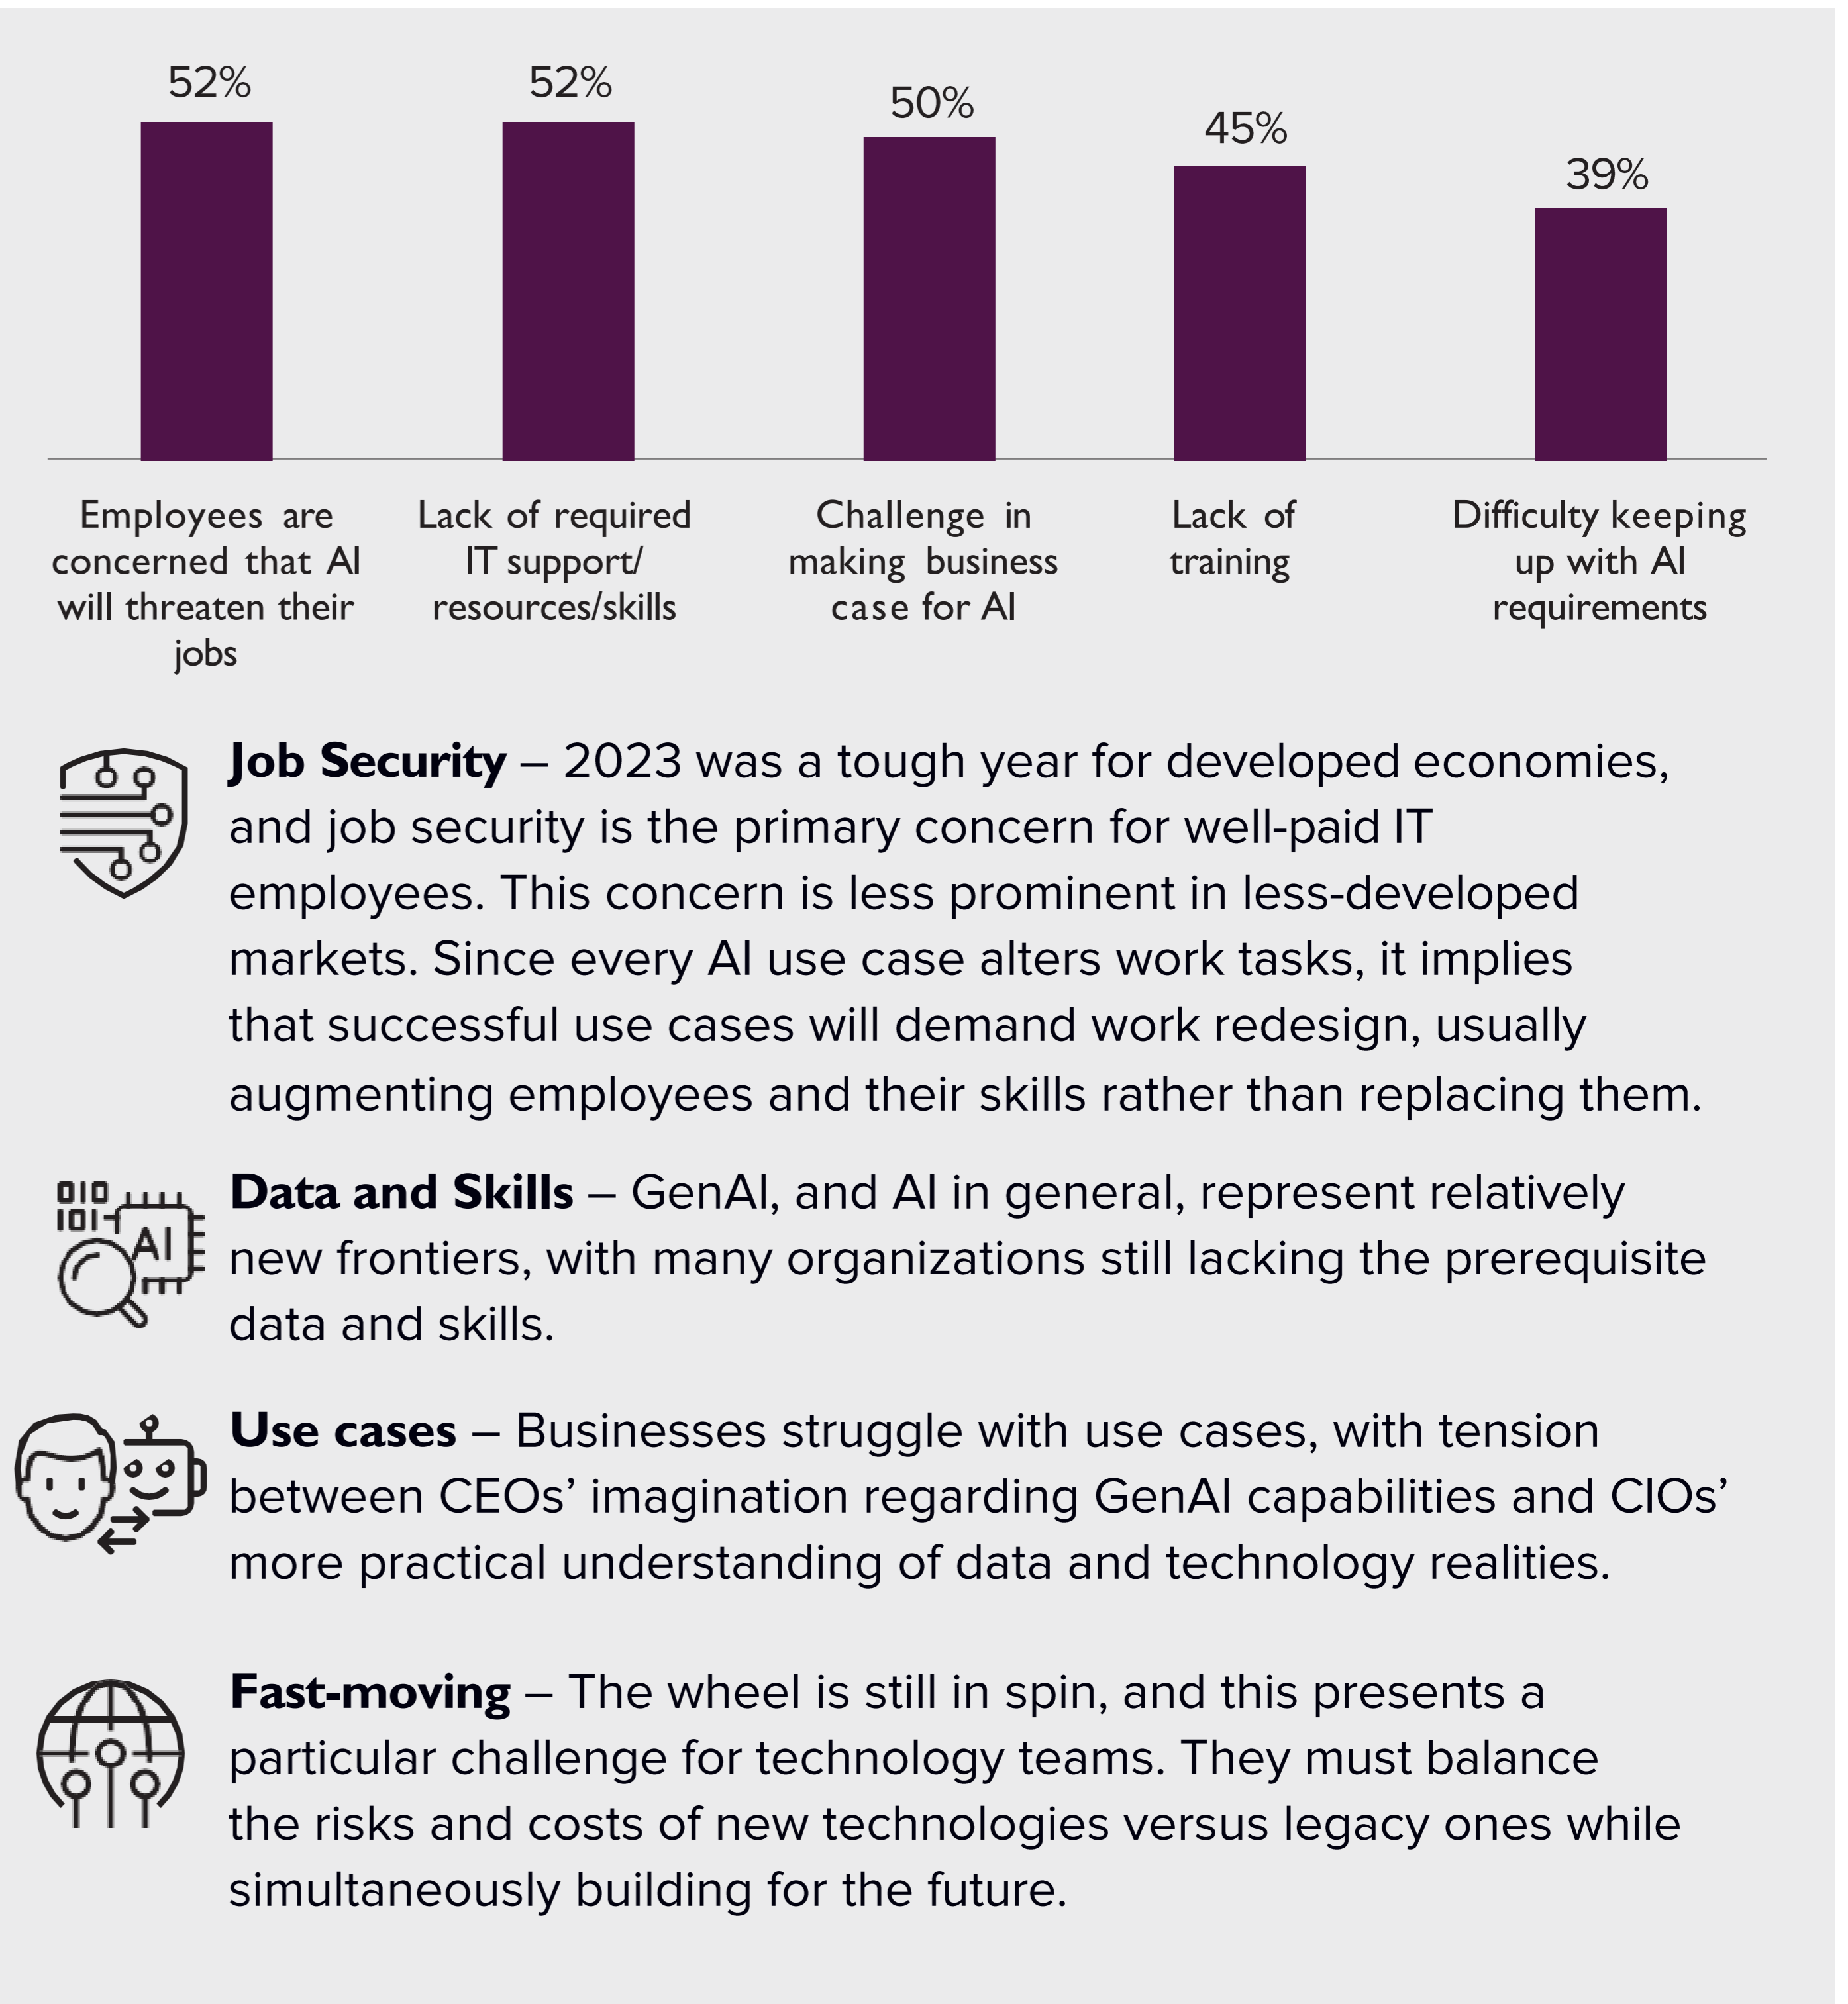 52%
52%
50%
45%
39%
Employees are
concerned that AI
will threaten their
jobs
Lack of required
IT support/
resources/skills
Challenge in
making business
case for AI
Lack of
training
Difficulty keeping
up with AI
requirements
Job Security – 2023 was a tough year for developed economies,
and job security is the primary concern for well-paid IT
employees. This concern is less prominent in less-developed
markets. Since every AI use case alters work tasks, it implies
that successful use cases will demand work redesign, usually
augmenting employees and their skills rather than replacing them.
010
101
AI
Data and Skills – GenAI, and AI in general, represent relatively
new frontiers, with many organizations still lacking the prerequisite
data and skills.
Use cases – Businesses struggle with use cases, with tension
between CEOs’ imagination regarding GenAI capabilities and CIOs’
more practical understanding of data and technology realities.
Fast-moving – The wheel is still in spin, and this presents a
particular challenge for technology teams. They must balance
the risks and costs of new technologies versus legacy ones while
simultaneously building for the future.